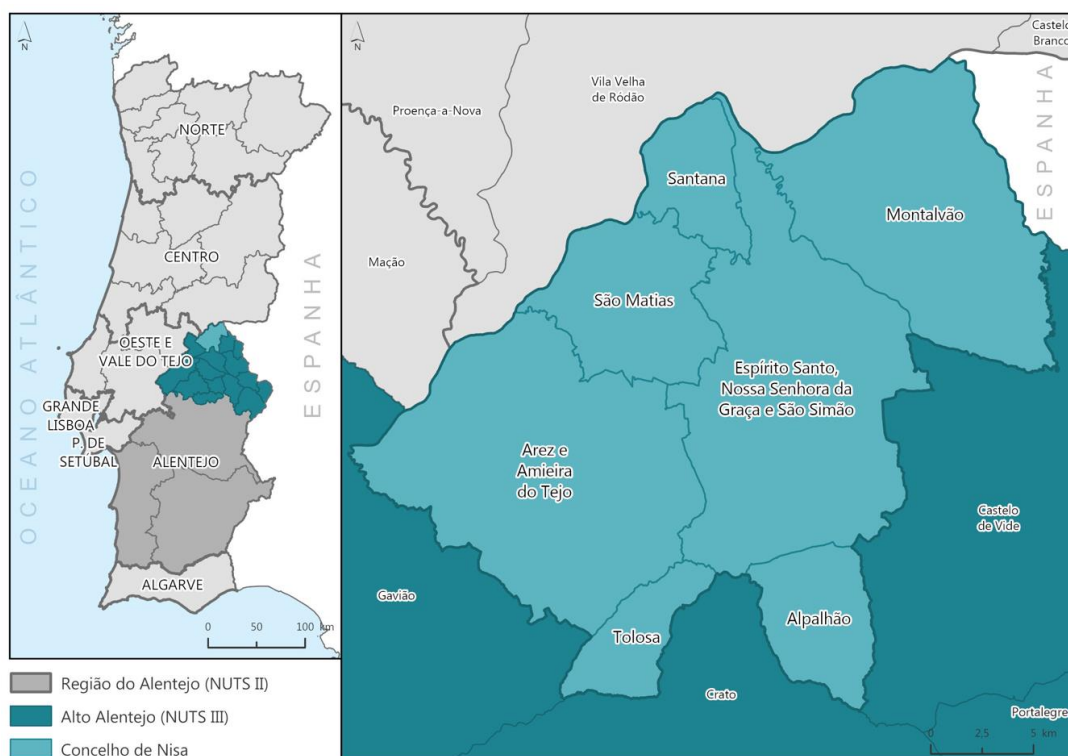 N
NORTE
CENTRO
OESTE E
VALE DO TEJO
GRANDE
LISBOA
P. DE
SETÚBAL
ALENTEJO
ALGARVE
OCEANO ATLÂNTICO
ESPANHA
0 50 100 km
Região do Alentejo (NUTS II)
Alto Alentejo (NUTS III)
Concelho de Nisa
N
Castelo
Branco
Vila Velha
de Ródão
Proença-a-Nova
ESPANHA
Santana
Montalvão
Mação
São Matias
Espírito Santo,
Nossa Senhora da
Graça e São Simão
Arez e
Amieira
do Tejo
Castelo
de Vide
Gavião
Tolosa
Alpalhão
Crato
Portalegre
0 2,5 5 km